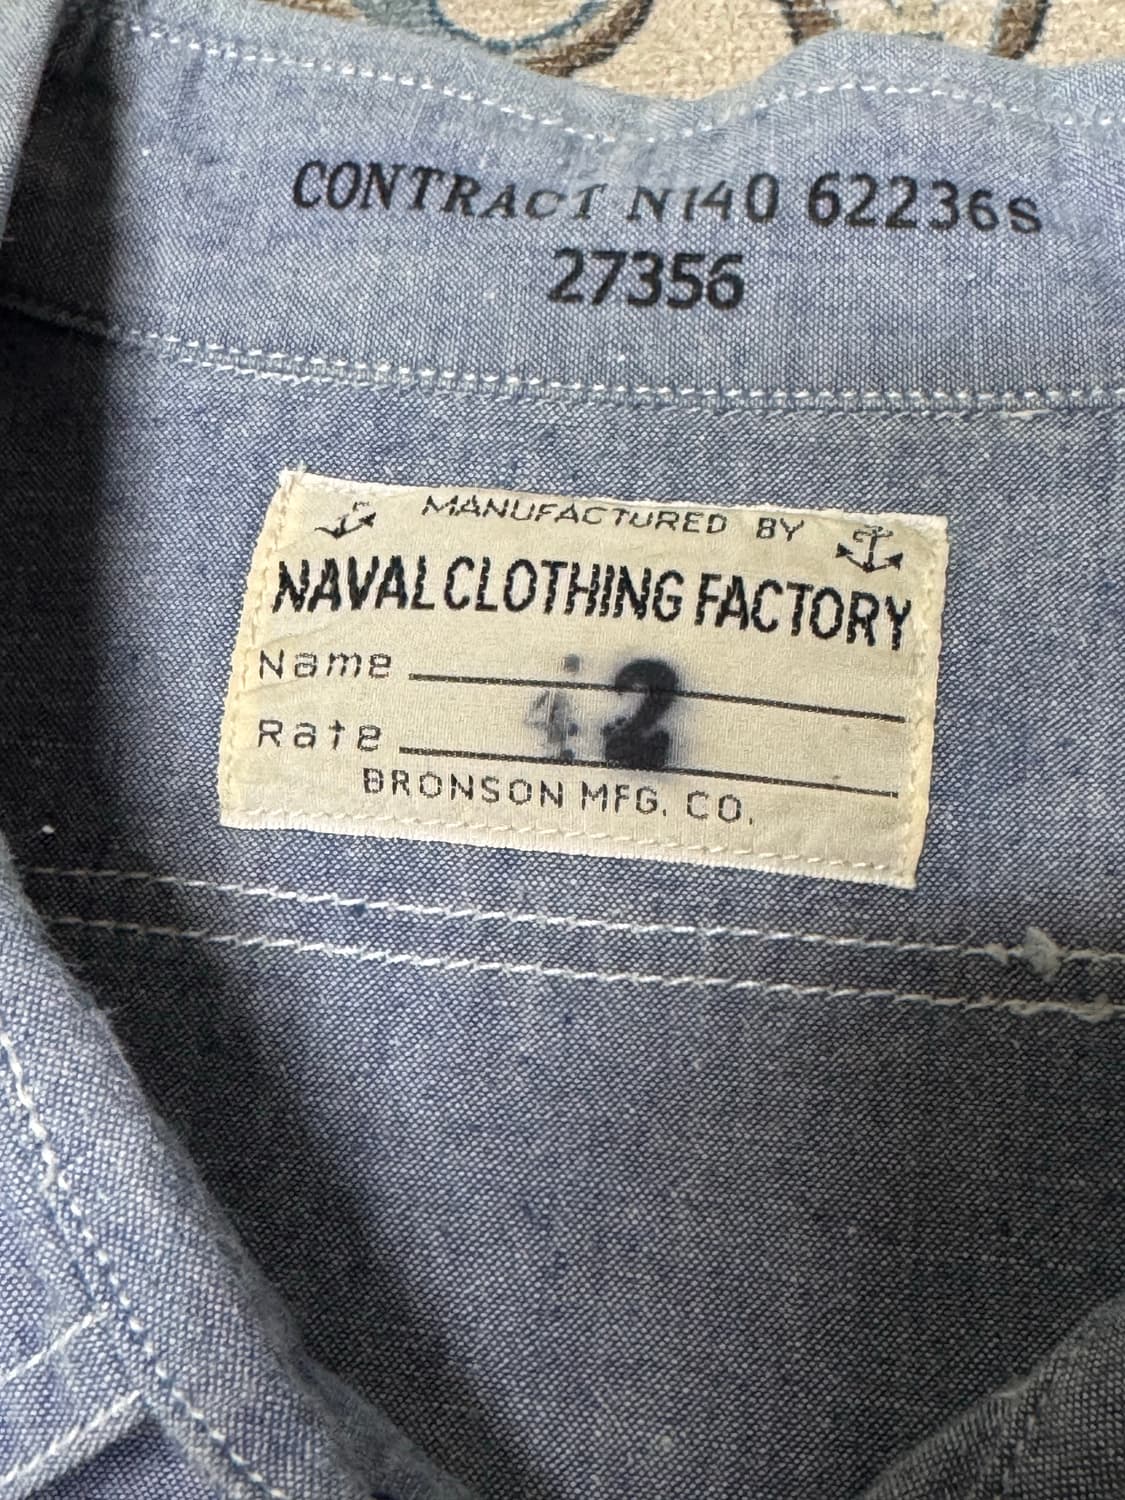 CONTRACT N140 62236s
27356
MANUFACTURED BY
NAVAL CLOTHING FACTORY
Name
42
Rate
BRONSON MFG. CO.